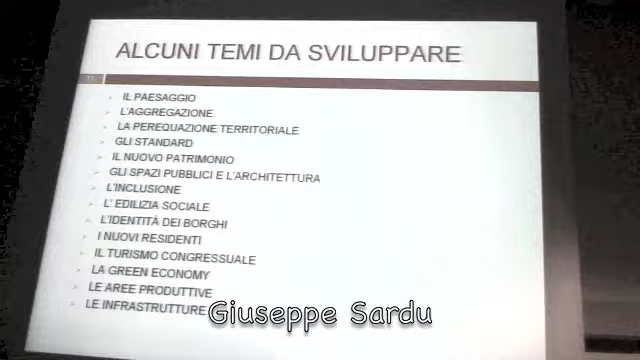 ALCUNI TEMI DA SVILUPPARE
11
IL PAESAGGIO
L'AGGREGAZIONE
LA PEREQUAZIONE TERRITORIALE
GLI STANDARD
IL NUOVO PATRIMONIO
GLI SPAZI PUBBLICI E L'ARCHITETTURA
L'INCLUSIONE
L' EDILIZIA SOCIALE
L'IDENTITÀ DEI BORGHI
I NUOVI RESIDENTI
IL TURISMO CONGRESSUALE
LA GREEN ECONOMY
LE AREE PRODUTTIVE
LE INFRASTRUTTURE
Giuseppe Sardu